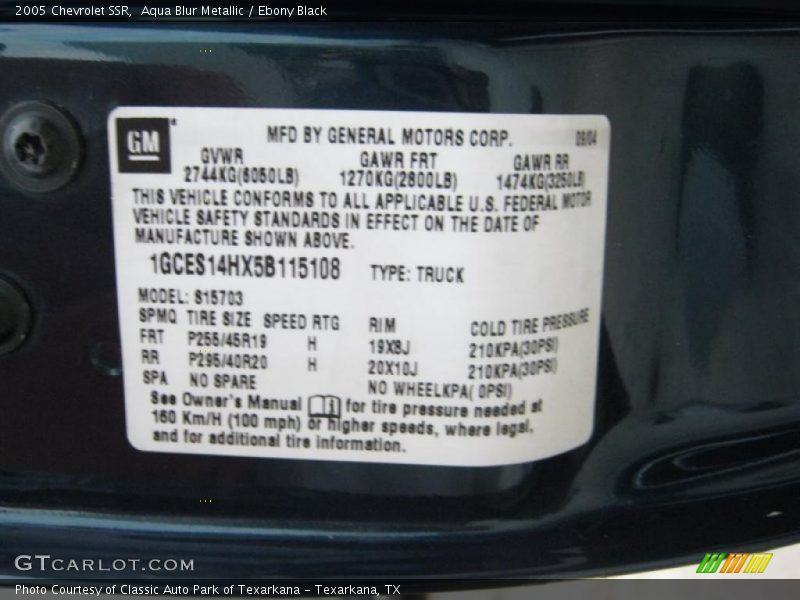 2005 Chevrolet SSR, Aqua Blur Metallic / Ebony Black
GM
MFD BY GENERAL MOTORS CORP. 09/04
GVWR GAWR FRT GAWR RR
2744KG(6050LB) 1270KG(2800LB) 1474KG(3250LB)
THIS VEHICLE CONFORMS TO ALL APPLICABLE U.S. FEDERAL MOTOR
VEHICLE SAFETY STANDARDS IN EFFECT ON THE DATE OF
MANUFACTURE SHOWN ABOVE.
1GCES14HX5B115108 TYPE: TRUCK
MODEL: S15703
SPMQ TIRE SIZE SPEED RTG RIM COLD TIRE PRESSURE
FRT P255/45R19 H 19X8J 210KPA(30PSI)
RR P295/40R20 H 20X10J 210KPA(30PSI)
SPA NO SPARE NO WHEELKPA( 0PSI)
See Owner's Manual for tire pressure needed at
160 Km/H (100 mph) or higher speeds, where legal,
and for additional tire information.
GTCARLOT.COM
Photo Courtesy of Classic Auto Park of Texarkana - Texarkana, TX